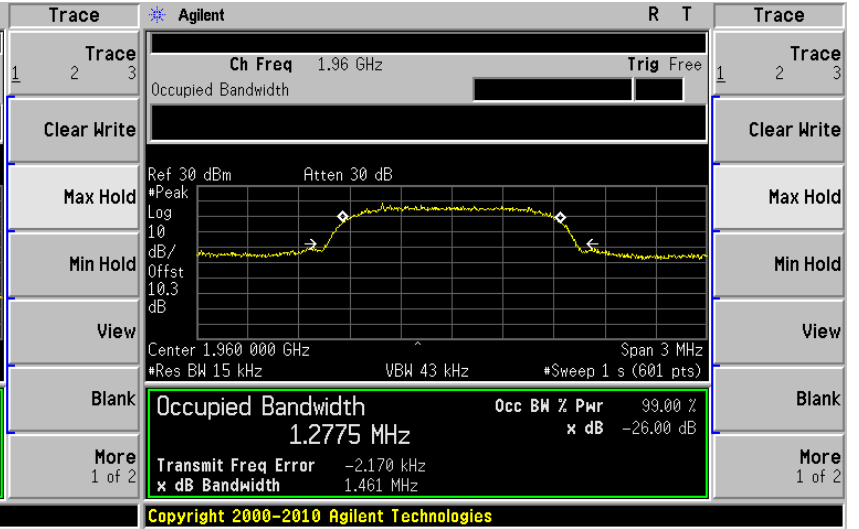 Trace
Agilent
R T
Trace
Trace
1 2 3
Clear Write
Max Hold
Min Hold
View
Blank
More
1 of 2
Ch Freq 1.96 GHz
Trig Free
Occupied Bandwidth
Ref 30 dBm
Atten 30 dB
#Peak
Log
10
dB/
Offst
10.3
dB
Center 1.960 000 GHz
^
Span 3 MHz
#Res BW 15 kHz
VBW 43 kHz
#Sweep 1 s (601 pts)
Occupied Bandwidth
1.2775 MHz
Occ BW % Pwr 99.00 %
x dB -26.00 dB
Transmit Freq Error -2.170 kHz
x dB Bandwidth 1.461 MHz
Copyright 2000-2010 Agilent Technologies
Trace
1 2 3
Clear Write
Max Hold
Min Hold
View
Blank
More
1 of 2